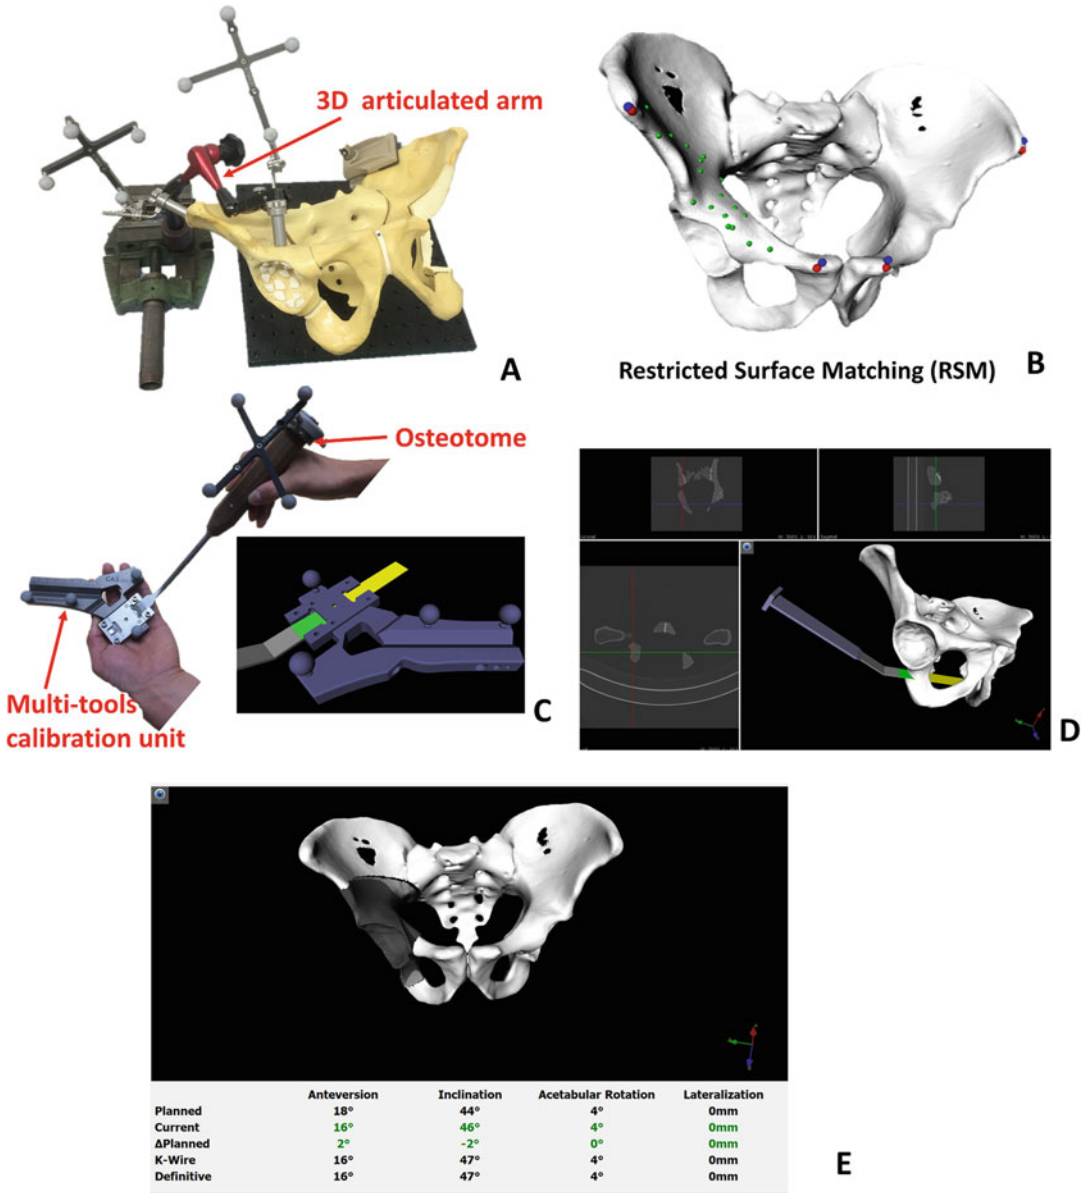 3D articulated arm
A
Restricted Surface Matching (RSM)
B
Osteotome
Multi-tools
calibration unit
C
D
Anteversion Inclination Acetabular Rotation Lateralization
Planned 18° 44° 4° 0mm
Current 16° 46° 4° 0mm
ΔPlanned 2° -2° 0° 0mm
K-Wire 16° 47° 4° 0mm
Definitive 16° 47° 4° 0mm
E